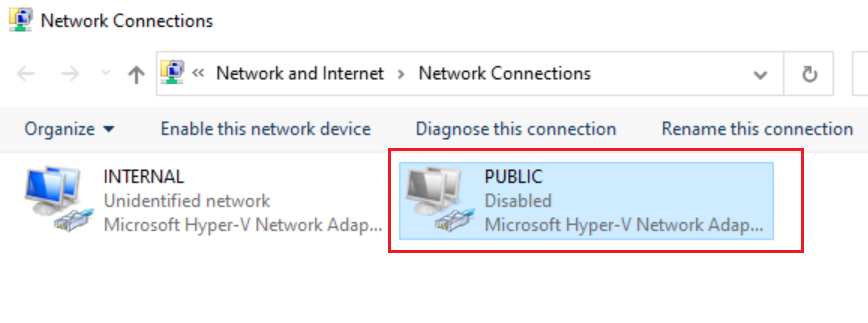 Network Connections
« Network and Internet › Network Connections
Organize Enable this network device Diagnose this connection Rename this connection
INTERNAL
Unidentified network
Microsoft Hyper-V Network Adap...
PUBLIC
Disabled
Microsoft Hyper-V Network Adap...